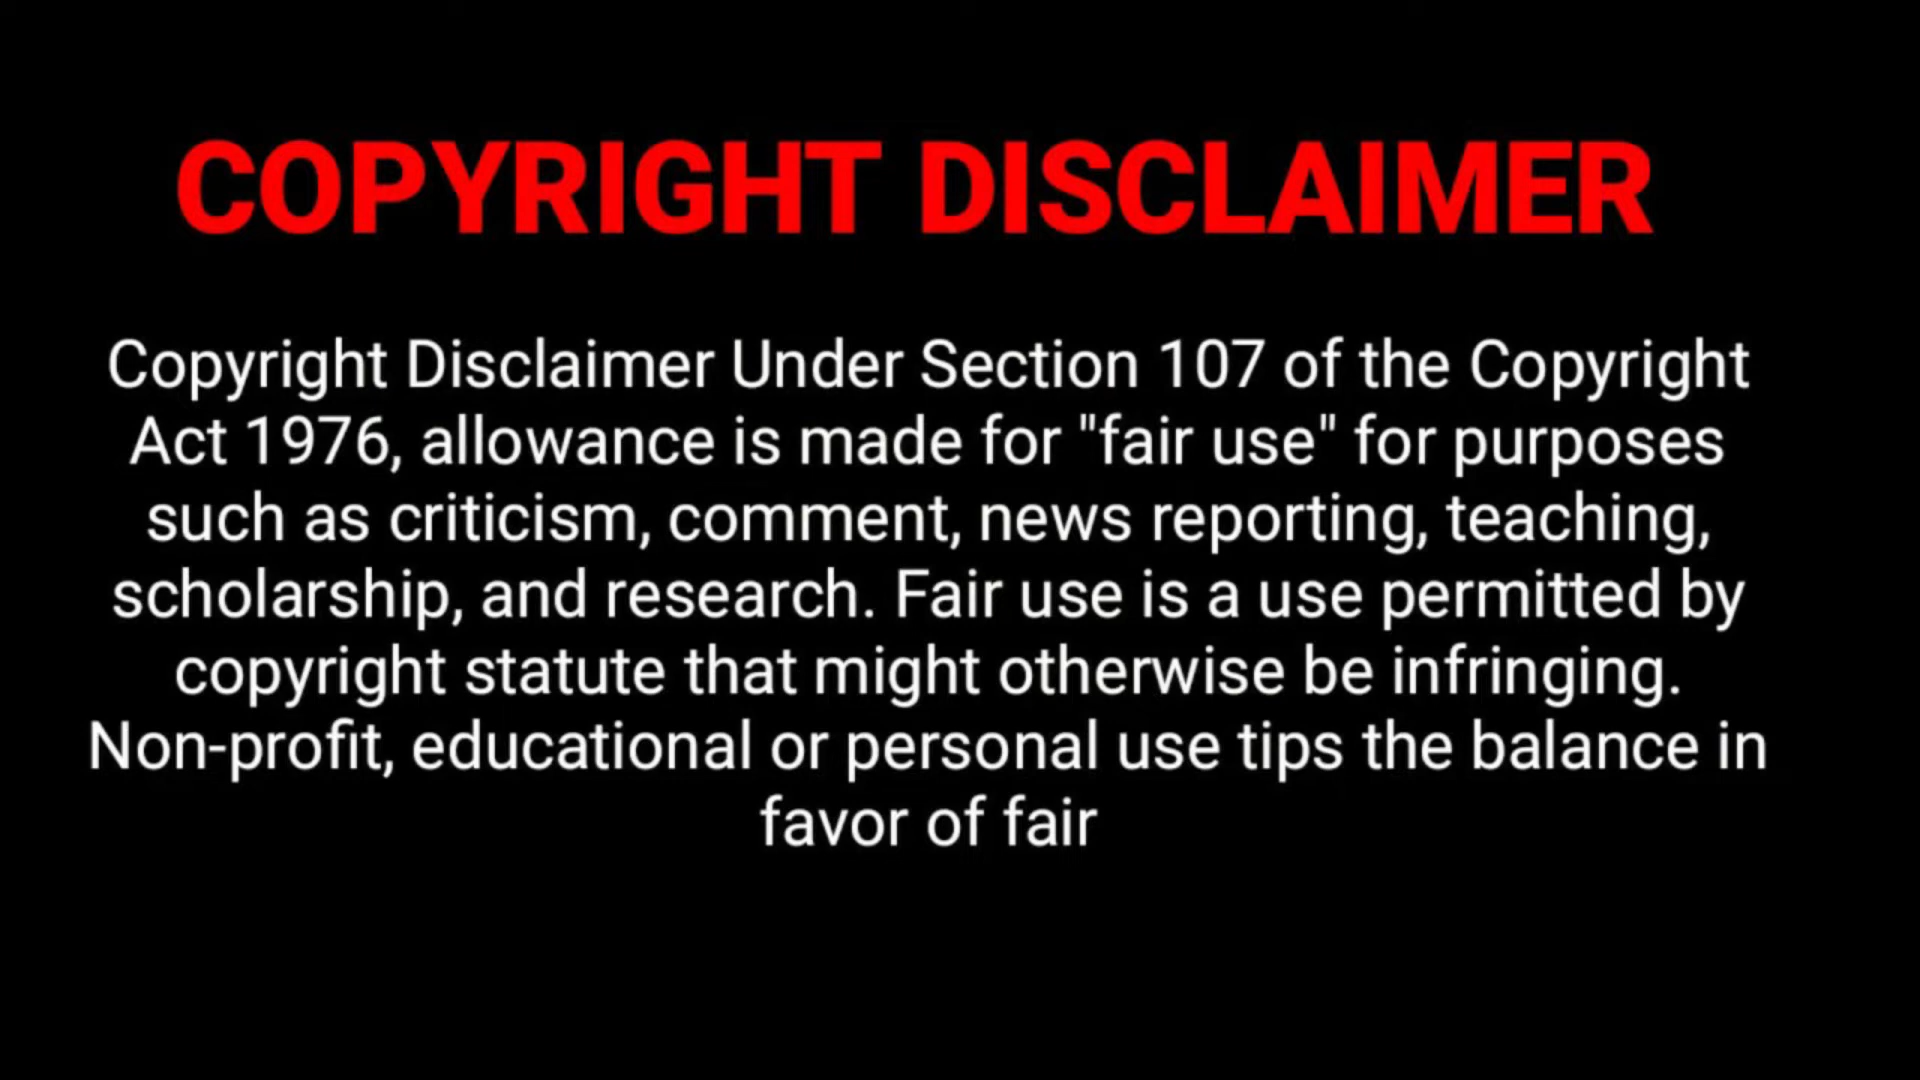 COPYRIGHT DISCLAIMER
Copyright Disclaimer Under Section 107 of the Copyright
Act 1976, allowance is made for "fair use" for purposes
such as criticism, comment, news reporting, teaching,
scholarship, and research. Fair use is a use permitted by
copyright statute that might otherwise be infringing.
Non-profit, educational or personal use tips the balance in
favor of fair